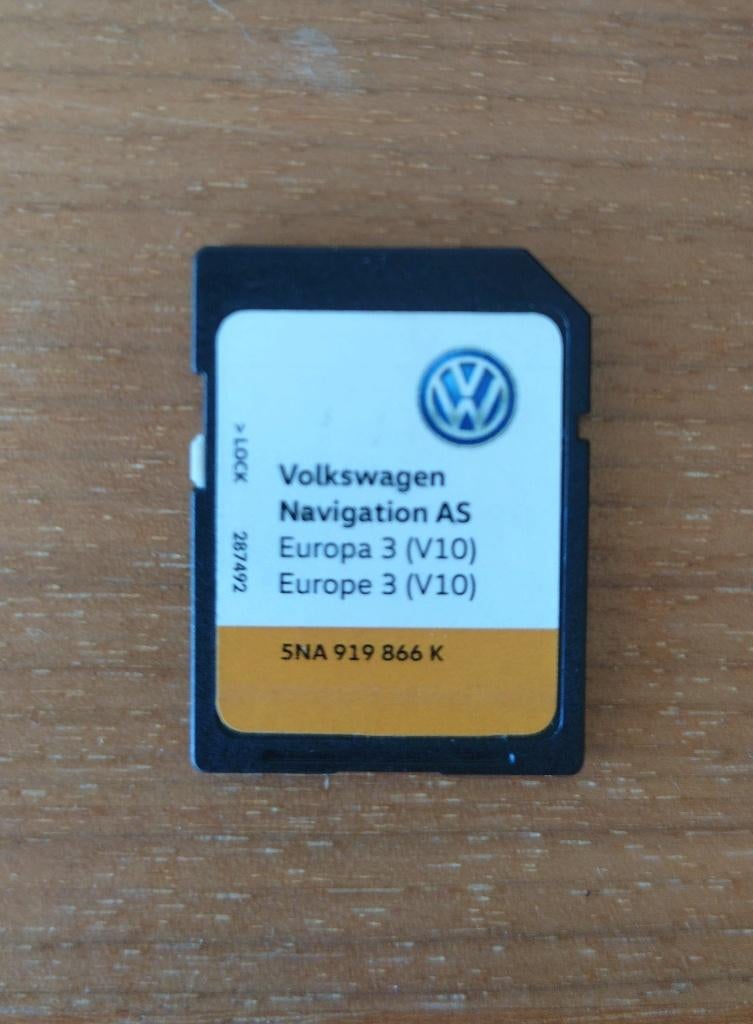 Volkswagen
Navigation AS
Europa 3 (V10)
Europe 3 (V10)
5NA 919 866 K
> LOCK
287492